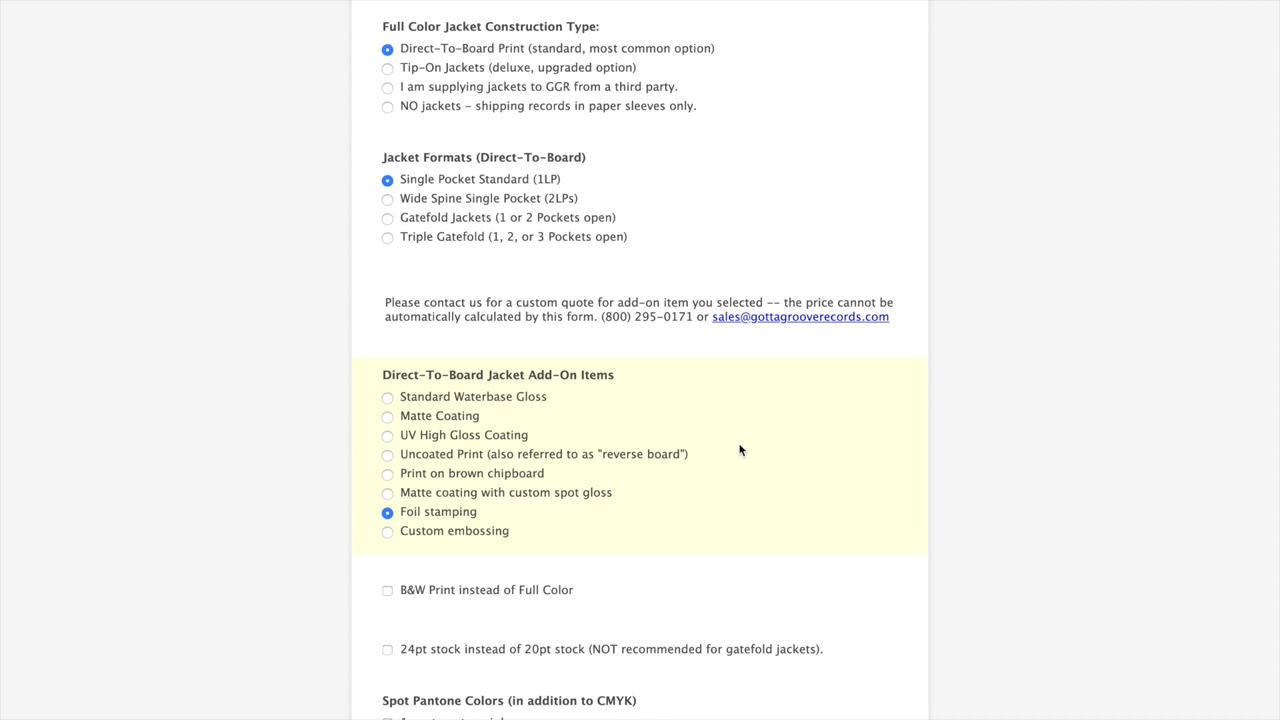 Full Color Jacket Construction Type:
Direct-To-Board Print (standard, most common option)
Tip-On Jackets (deluxe, upgraded option)
I am supplying jackets to GGR from a third party.
NO jackets - shipping records in paper sleeves only.
Jacket Formats (Direct-To-Board)
Single Pocket Standard (1LP)
Wide Spine Single Pocket (2LPs)
Gatefold Jackets (1 or 2 Pockets open)
Triple Gatefold (1, 2, or 3 Pockets open)
Please contact us for a custom quote for add-on item you selected -- the price cannot be
automatically calculated by this form. (800) 295-0171 or sales@gottagrooverecords.com
Direct-To-Board Jacket Add-On Items
Standard Waterbase Gloss
Matte Coating
UV High Gloss Coating
Uncoated Print (also referred to as "reverse board")
Print on brown chipboard
Matte coating with custom spot gloss
Foil stamping
Custom embossing
B&W Print instead of Full Color
24pt stock instead of 20pt stock (NOT recommended for gatefold jackets).
Spot Pantone Colors (in addition to CMYK)